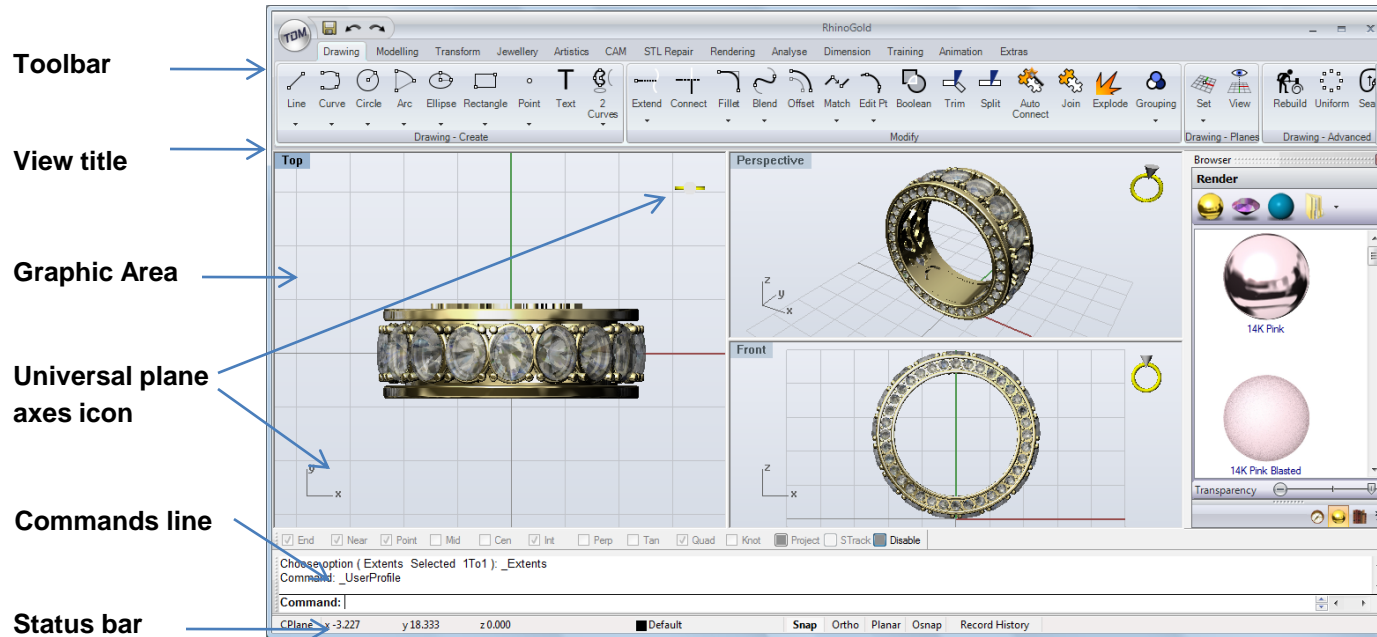 TDM
RhinoGold
Drawing Modelling Transform Jewellery Artistics CAM STL Repair Rendering Analyse Dimension Training Animation Extras
Toolbar
Line Curve Circle Arc Ellipse Rectangle Point Text 2 Curves Extend Connect Fillet Blend Offset Match Edit Pt Boolean Trim Split Auto Connect Join Explode Grouping Set View Rebuild Uniform
Drawing - Create Modify Drawing - Planes Drawing - Advanced
View title
Top Perspective Browser
Render
Graphic Area
z
y
x
14K Pink
Front
Universal plane
axes icon
y
x
z
x
14K Pink Blasted
Transparency
Commands line
End Near Point Mid Cen Int Perp Tan Quad Knot Project STrack Disable
Choose option ( Extents Selected 1To1 ): _Extents
Command: _UserProfile
Command:
Status bar
CPlane x -3.227 y 18.333 z 0.000 Default Snap Ortho Planar Osnap Record History